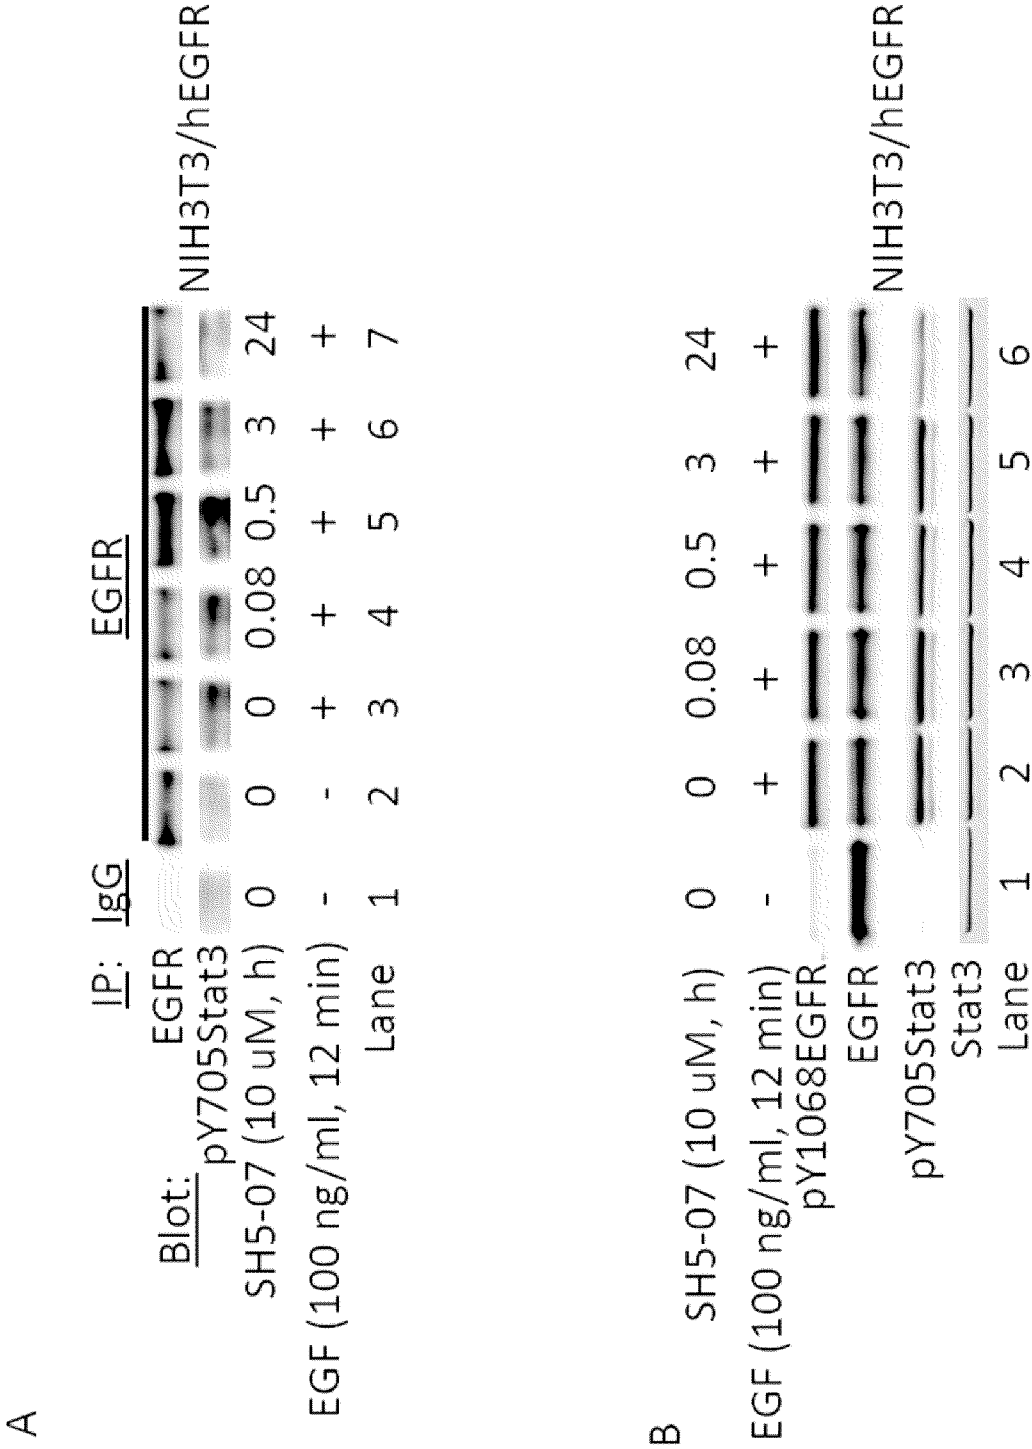 A
IP: IgG EGFR
Blot: EGFR
pY705Stat3
NIH3T3/hEGFR
SH5-07 (10 uM, h) 0 0 0 0.08 0.5 3 24
EGF (100 ng/ml, 12 min) - - + + + + +
Lane 1 2 3 4 5 6 7
B
SH5-07 (10 uM, h) 0 0 0.08 0.5 3 24
EGF (100 ng/ml, 12 min) - + + + + +
pY1068EGFR
EGFR
NIH3T3/hEGFR
pY705Stat3
Stat3
Lane 1 2 3 4 5 6